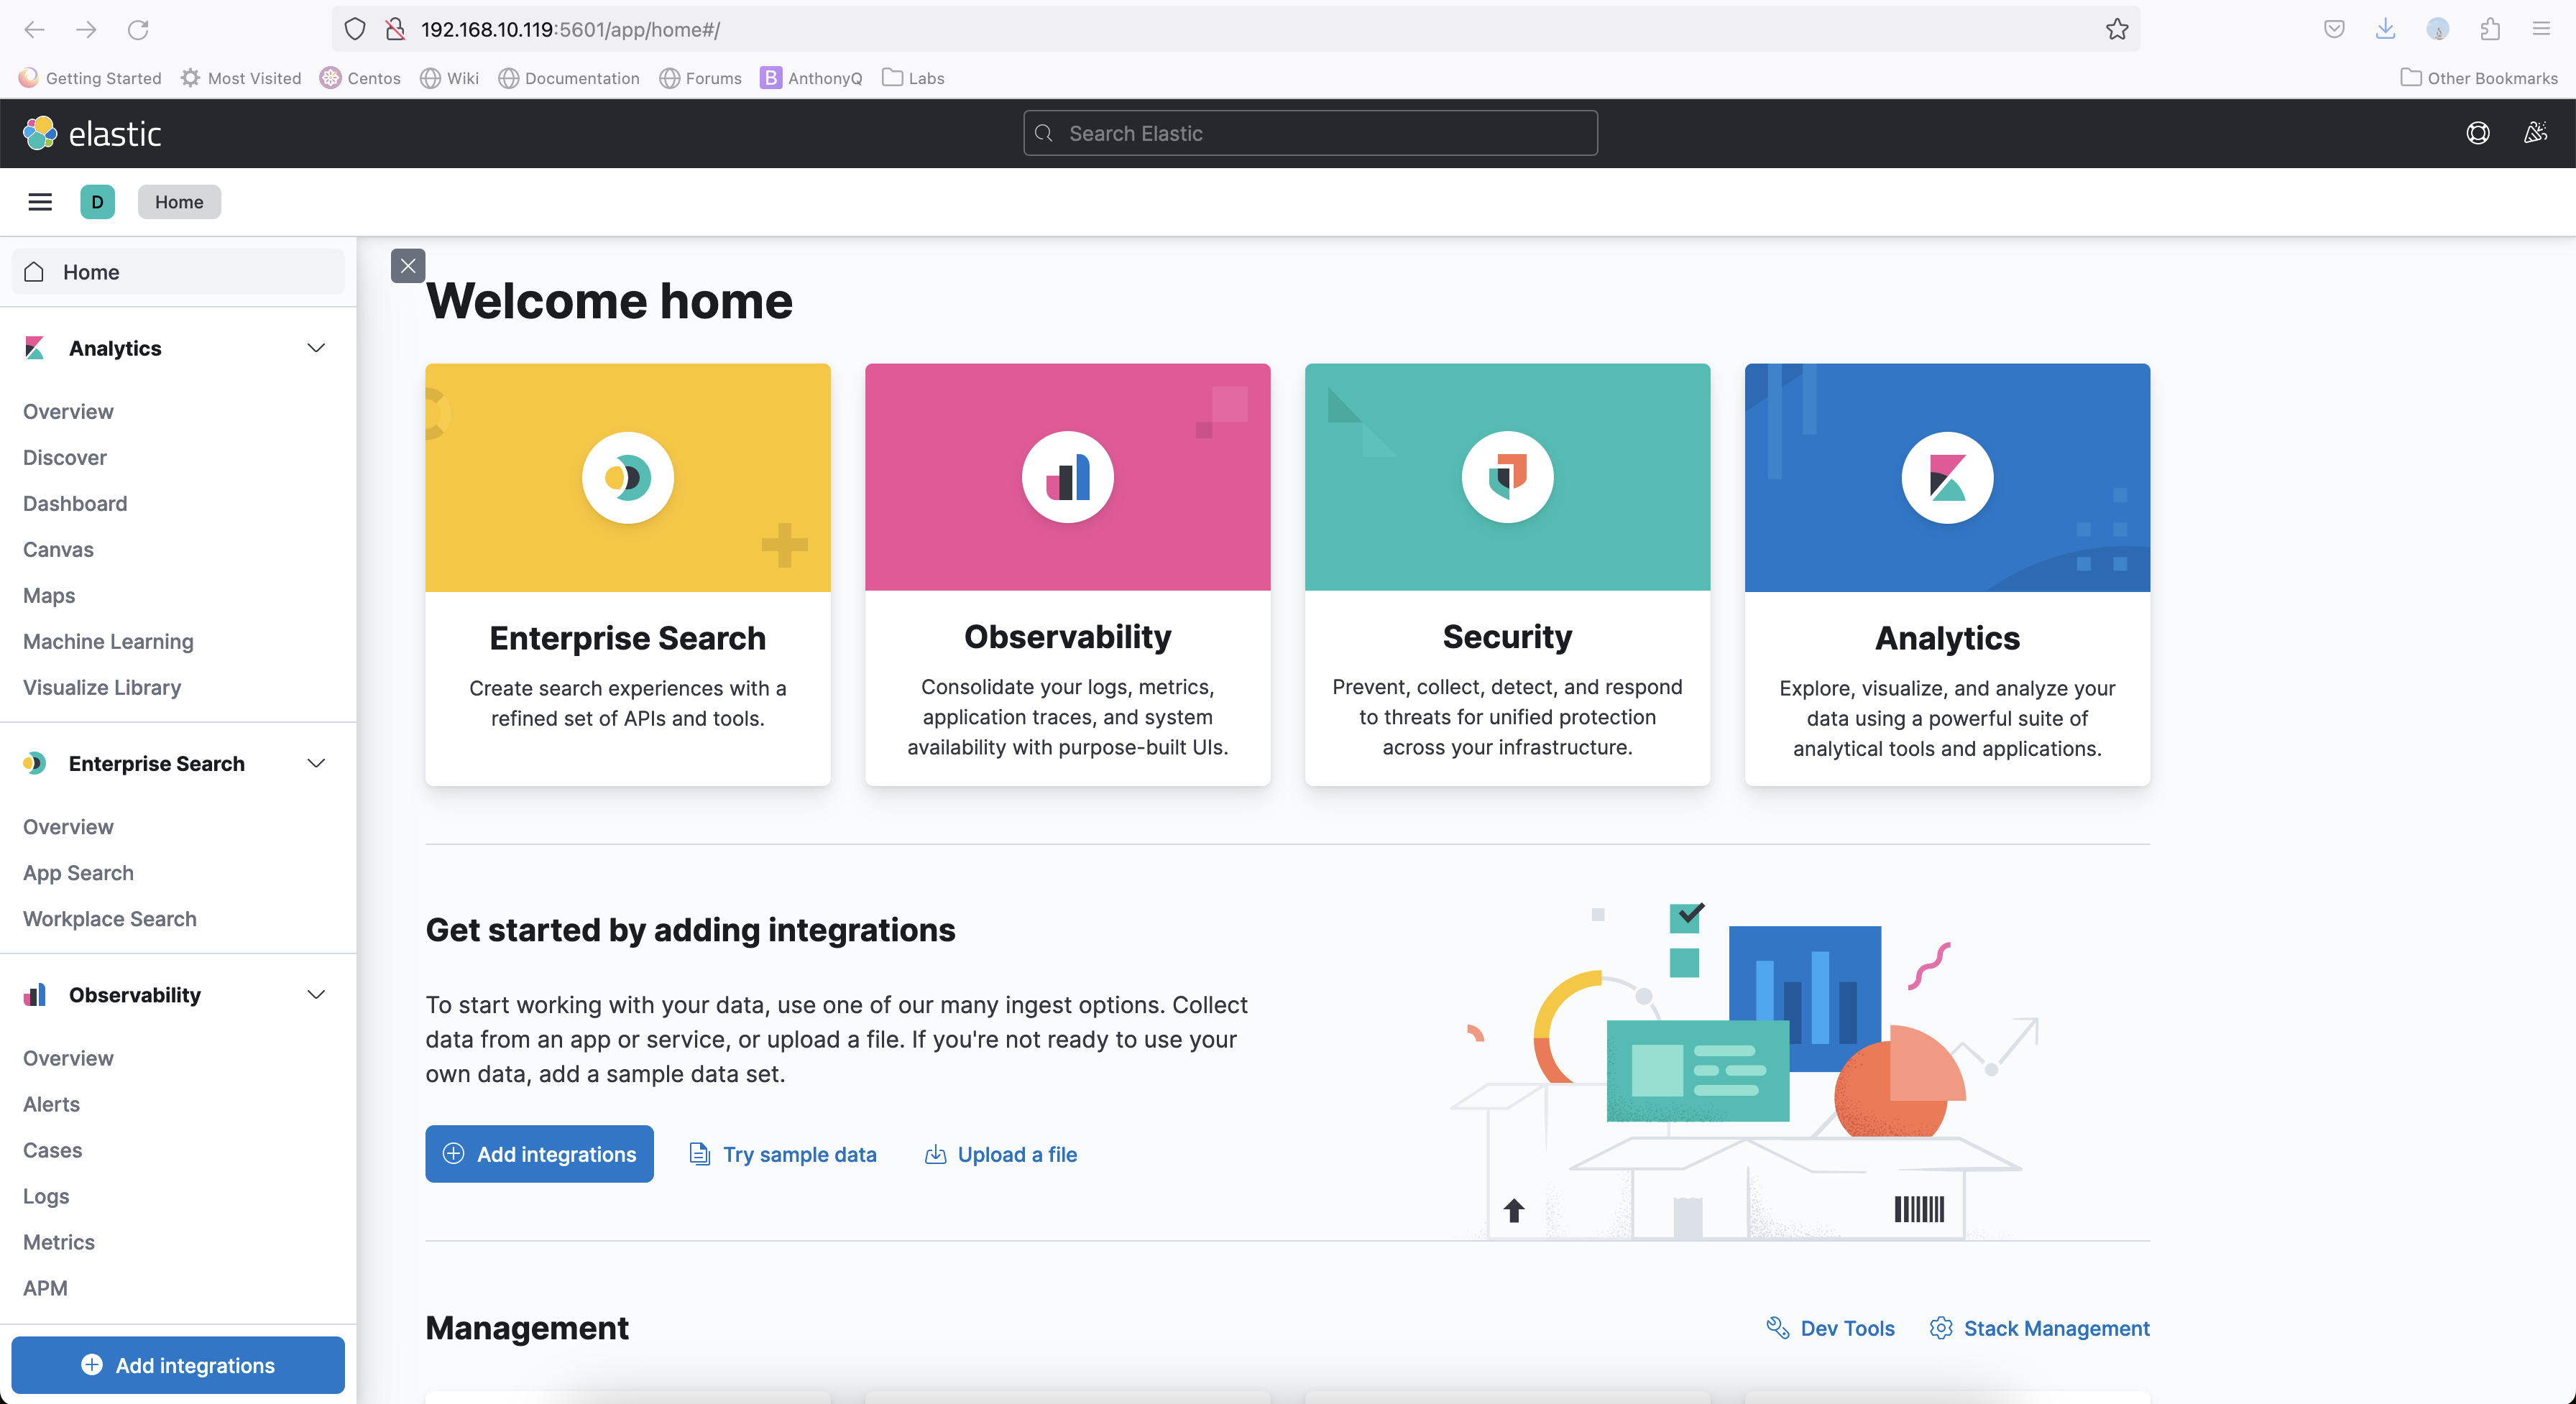 192.168.10.119:5601/app/home#/
Getting Started
Most Visited
Centos
Wiki
Documentation
Forums
B AnthonyQ
Labs
Other Bookmarks
elastic
Search Elastic
D
Home
Home
Analytics
Overview
Discover
Dashboard
Canvas
Maps
Machine Learning
Visualize Library
Enterprise Search
Overview
App Search
Workplace Search
Observability
Overview
Alerts
Cases
Logs
Metrics
APM
Add integrations
Welcome home
Enterprise Search
Create search experiences with a
refined set of APIs and tools.
Observability
Consolidate your logs, metrics,
application traces, and system
availability with purpose-built UIs.
Security
Prevent, collect, detect, and respond
to threats for unified protection
across your infrastructure.
Analytics
Explore, visualize, and analyze your
data using a powerful suite of
analytical tools and applications.
Get started by adding integrations
To start working with your data, use one of our many ingest options. Collect
data from an app or service, or upload a file. If you're not ready to use your
own data, add a sample data set.
Add integrations
Try sample data
Upload a file
Management
Dev Tools
Stack Management